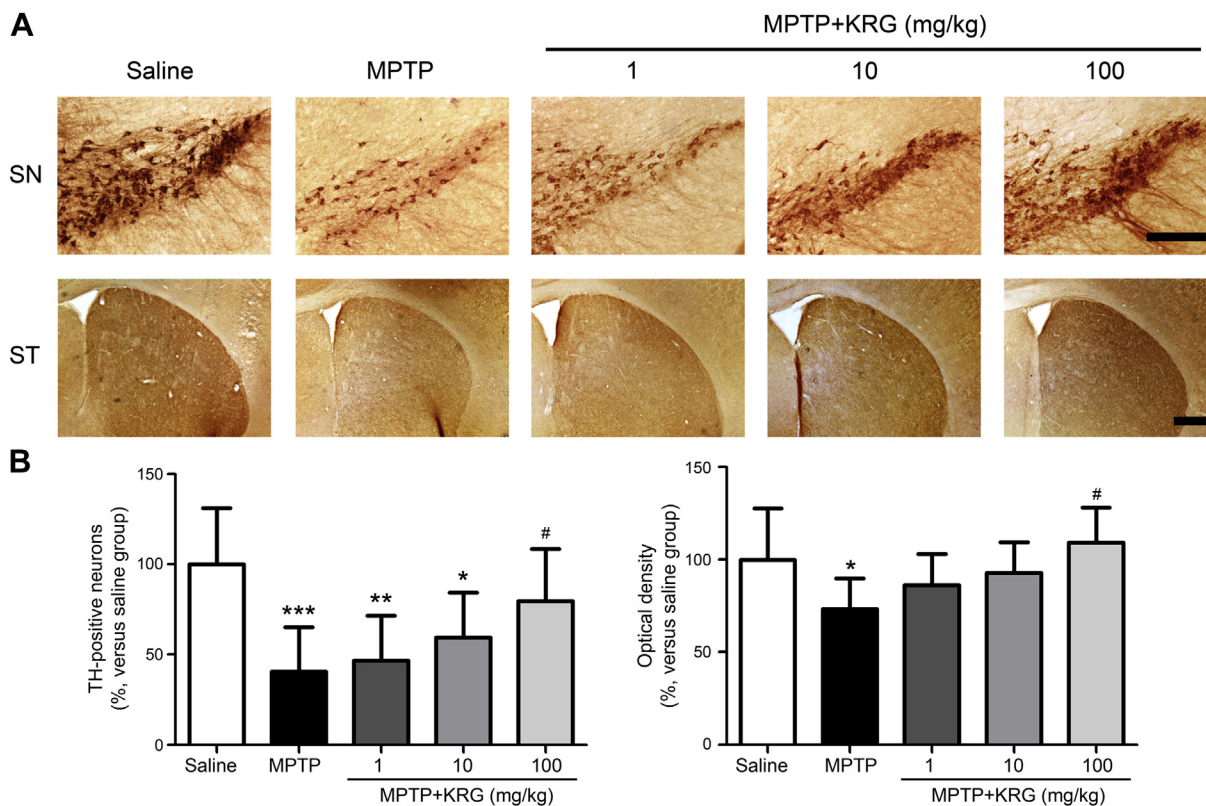 A
MPTP+KRG (mg/kg)
Saline
MPTP
1
10
100
SN
ST
B
TH-positive neurons
(%, versus saline group)
150
100
50
0
***
**
*
#
Saline
MPTP
1
10
100
MPTP+KRG (mg/kg)
Optical density
(%, versus saline group)
150
100
50
0
*
#
Saline
MPTP
1
10
100
MPTP+KRG (mg/kg)